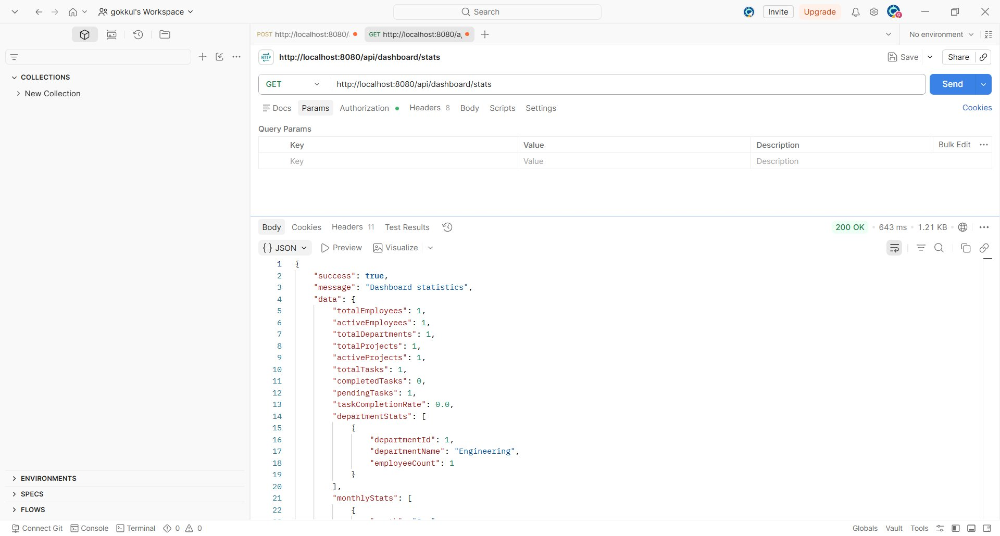 gokkul's Workspace
Search
Invite
Upgrade
POST http://localhost:8080/
GET http://localhost:8080/a
No environment
COLLECTIONS
New Collection
HTTP
http://localhost:8080/api/dashboard/stats
Save
Share
GET
http://localhost:8080/api/dashboard/stats
Send
Docs
Params
Authorization
Headers 8
Body
Scripts
Settings
Cookies
Query Params
Key
Value
Description
Bulk Edit
Key
Value
Description
Body
Cookies
Headers 11
Test Results
200 OK
643 ms
1.21 KB
{} JSON
Preview
Visualize
1 {
2 "success": true,
3 "message": "Dashboard statistics",
4 "data": {
5 "totalEmployees": 1,
6 "activeEmployees": 1,
7 "totalDepartments": 1,
8 "totalProjects": 1,
9 "activeProjects": 1,
10 "totalTasks": 1,
11 "completedTasks": 0,
12 "pendingTasks": 1,
13 "taskCompletionRate": 0.0,
14 "departmentStats": [
15 {
16 "departmentId": 1,
17 "departmentName": "Engineering",
18 "employeeCount": 1
19 }
20 ],
21 "monthlyStats": [
22 {
ENVIRONMENTS
SPECS
FLOWS
Connect Git
Console
Terminal
0
0
Globals
Vault
Tools